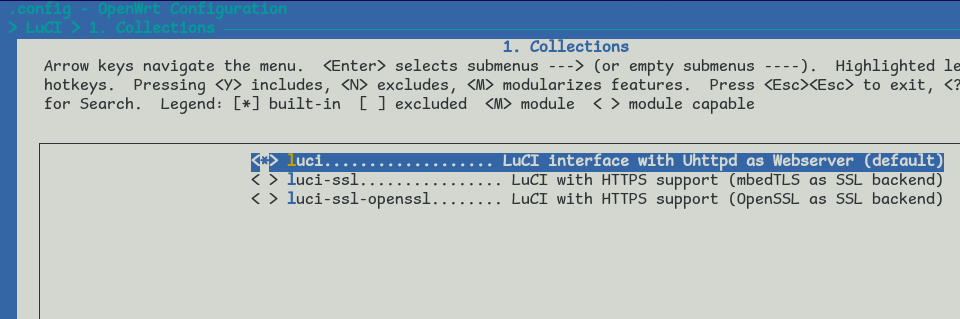 .config - OpenWrt Configuration
> LuCI > 1. Collections
1. Collections
Arrow keys navigate the menu.  <Enter> selects submenus ---> (or empty submenus ----).  Highlighted le
hotkeys.  Pressing <Y> includes, <N> excludes, <M> modularizes features.  Press <Esc><Esc> to exit, <?
for Search.  Legend: [*] built-in  [ ] excluded  <M> module  < > module capable
<*> luci................... LuCI interface with Uhttpd as Webserver (default)
< > luci-ssl................ LuCI with HTTPS support (mbedTLS as SSL backend)
< > luci-ssl-openssl........ LuCI with HTTPS support (OpenSSL as SSL backend)